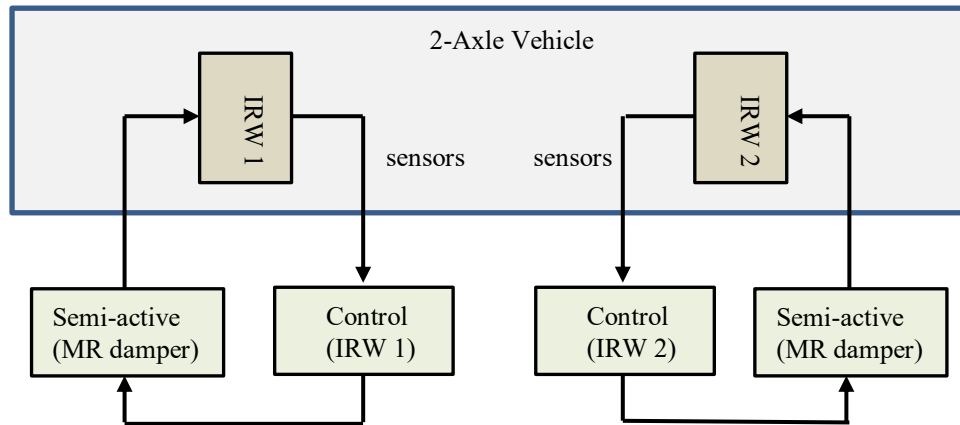 2-Axle Vehicle
IRW 1
IRW 2
sensors
sensors
Semi-active
(MR damper)
Control
(IRW 1)
Control
(IRW 2)
Semi-active
(MR damper)